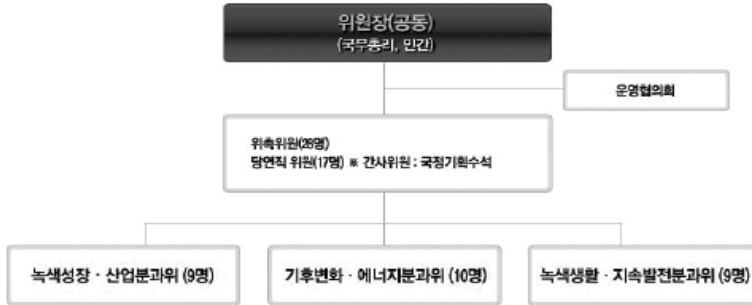 위원장(공동)
(국무총리, 민간)
운영협의회
위촉위원(28명)
당연직 위원(17명) ※ 간사위원 : 국정기획수석
녹색성장 · 산업분과위 (9명)
기후변화 · 에너지분과위 (10명)
녹색생활 · 지속발전분과위 (9명)